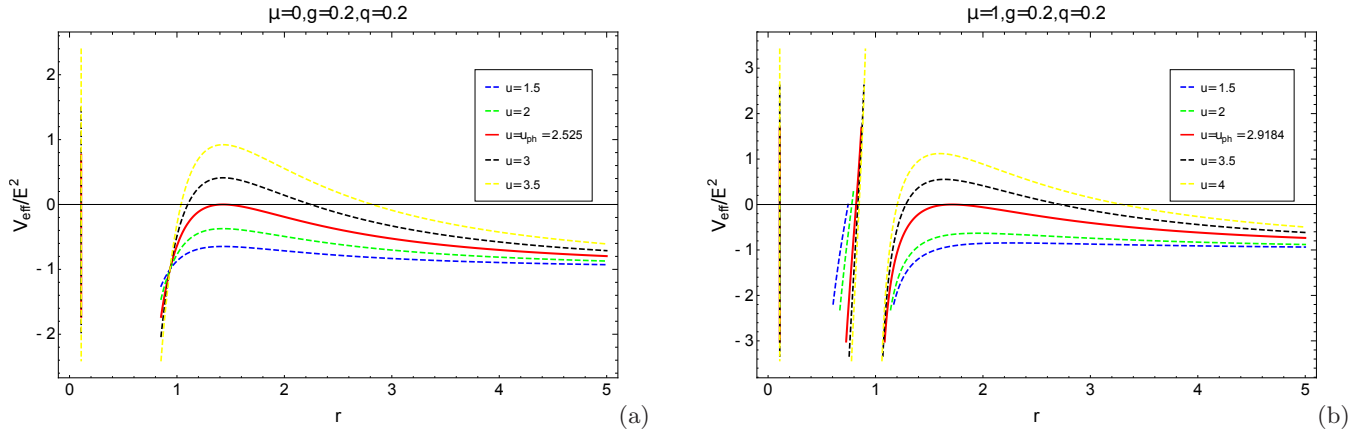 μ=0,g=0.2,q=0.2
V_eff/E²
2
1
0
- 1
- 2
u= 1.5
u= 2
u=u_ph = 2.525
u= 3
u= 3.5
0 1 2 3 4 5
r
(a)
μ=1,g=0.2,q=0.2
V_eff/E²
3
2
1
0
- 1
- 2
- 3
u= 1.5
u= 2
u=u_ph = 2.9184
u= 3.5
u= 4
0 1 2 3 4 5
r
(b)